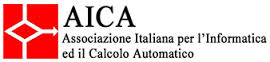 AICA
Associazione Italiana per l'Informatica
ed il Calcolo Automatico